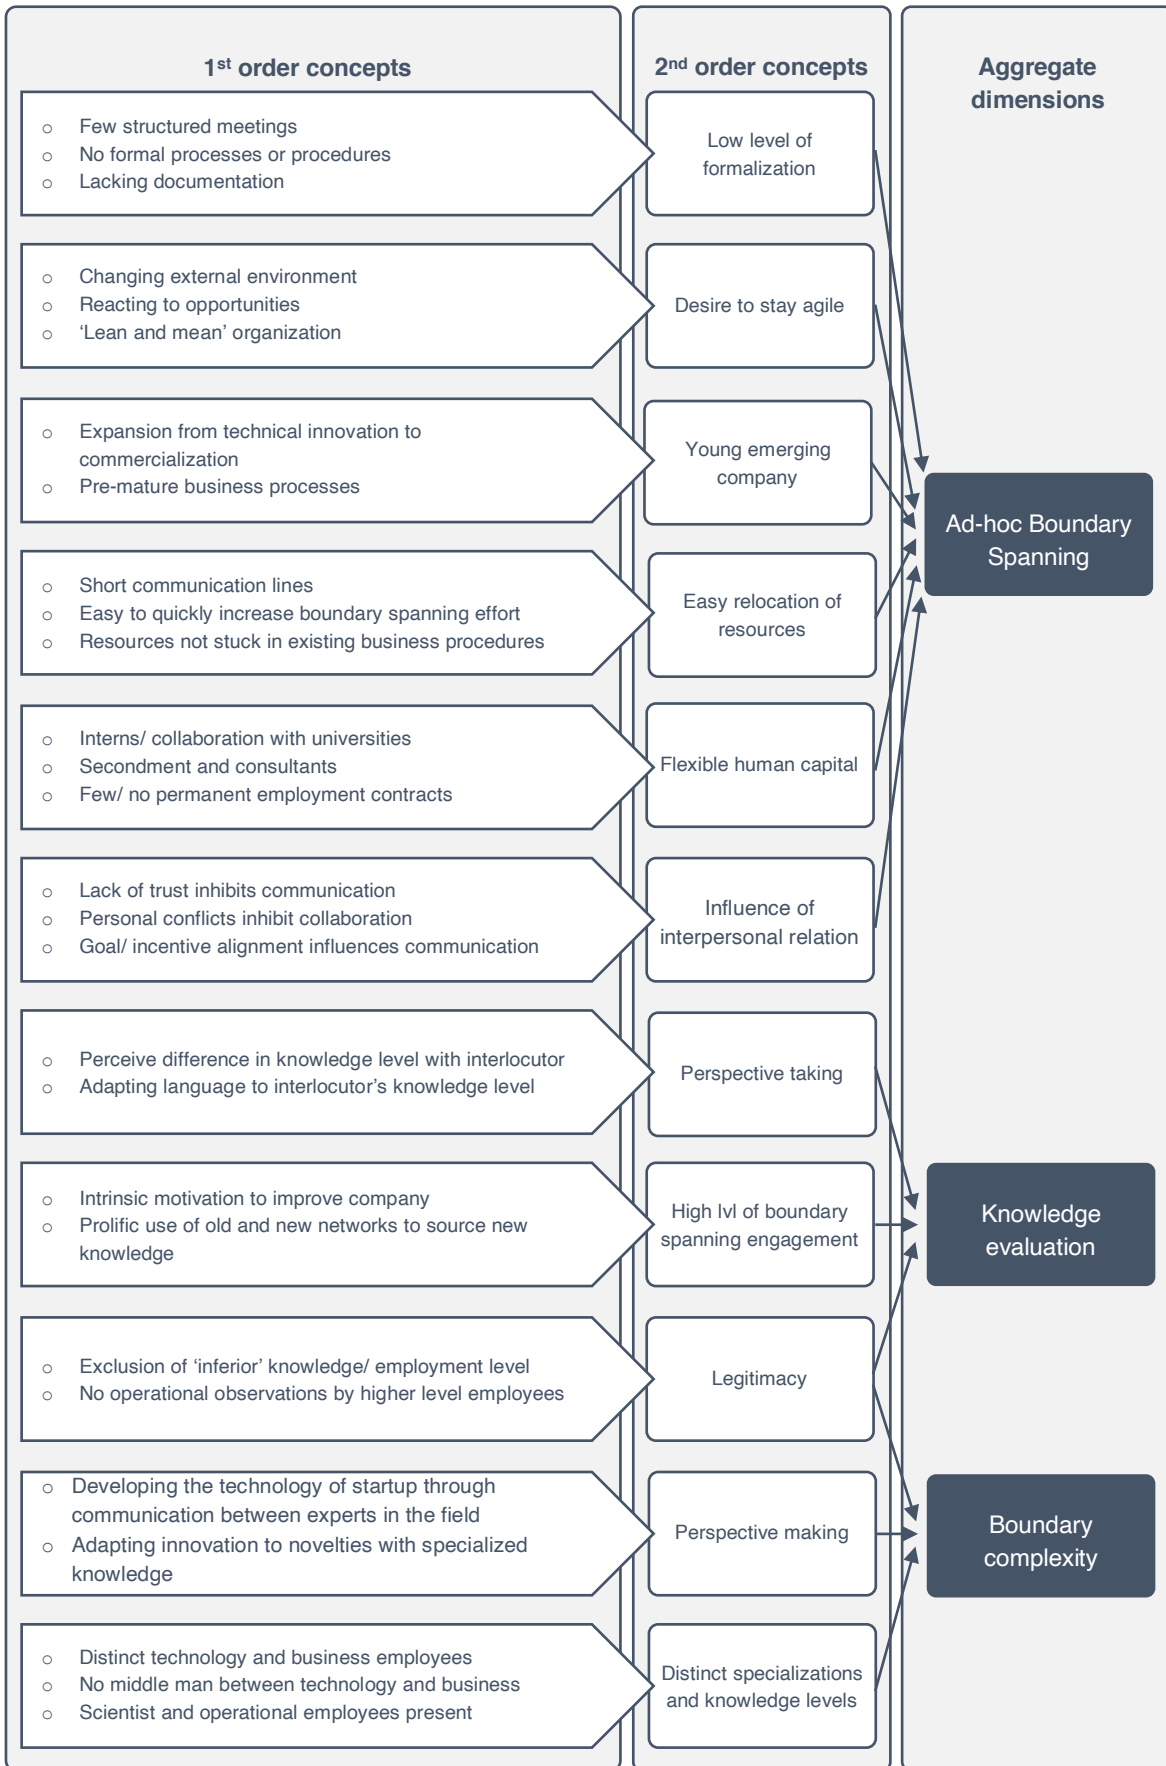 1st order concepts
2nd order concepts
Aggregate
dimensions
○ Few structured meetings
○ No formal processes or procedures
○ Lacking documentation
Low level of
formalization
○ Changing external environment
○ Reacting to opportunities
○ ‘Lean and mean’ organization
Desire to stay agile
○ Expansion from technical innovation to
commercialization
○ Pre-mature business processes
Young emerging
company
Ad-hoc Boundary
Spanning
○ Short communication lines
○ Easy to quickly increase boundary spanning effort
○ Resources not stuck in existing business procedures
Easy relocation of
resources
○ Interns/ collaboration with universities
○ Secondment and consultants
○ Few/ no permanent employment contracts
Flexible human capital
○ Lack of trust inhibits communication
○ Personal conflicts inhibit collaboration
○ Goal/ incentive alignment influences communication
Influence of
interpersonal relation
○ Perceive difference in knowledge level with interlocutor
○ Adapting language to interlocutor’s knowledge level
Perspective taking
○ Intrinsic motivation to improve company
○ Prolific use of old and new networks to source new
knowledge
High lvl of boundary
spanning engagement
Knowledge
evaluation
○ Exclusion of ‘inferior’ knowledge/ employment level
○ No operational observations by higher level employees
Legitimacy
○ Developing the technology of startup through
communication between experts in the field
○ Adapting innovation to novelties with specialized
knowledge
Perspective making
Boundary
complexity
○ Distinct technology and business employees
○ No middle man between technology and business
○ Scientist and operational employees present
Distinct specializations
and knowledge levels